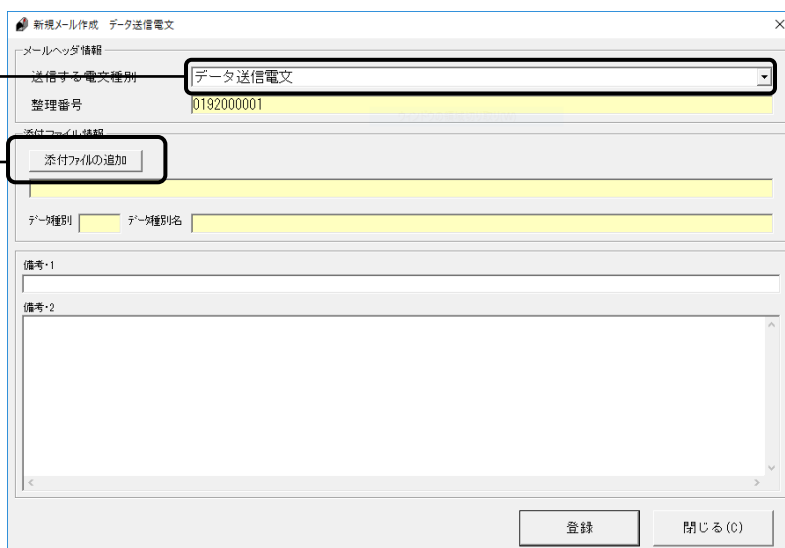 新規メール作成 データ送信電文
メールヘッダ情報
送信する電文種別 データ送信電文
整理番号 0192000001
添付ファイル情報
添付ファイルの追加
データ種別 データ種別名
備考・1
備考・2
登録 閉じる(C)